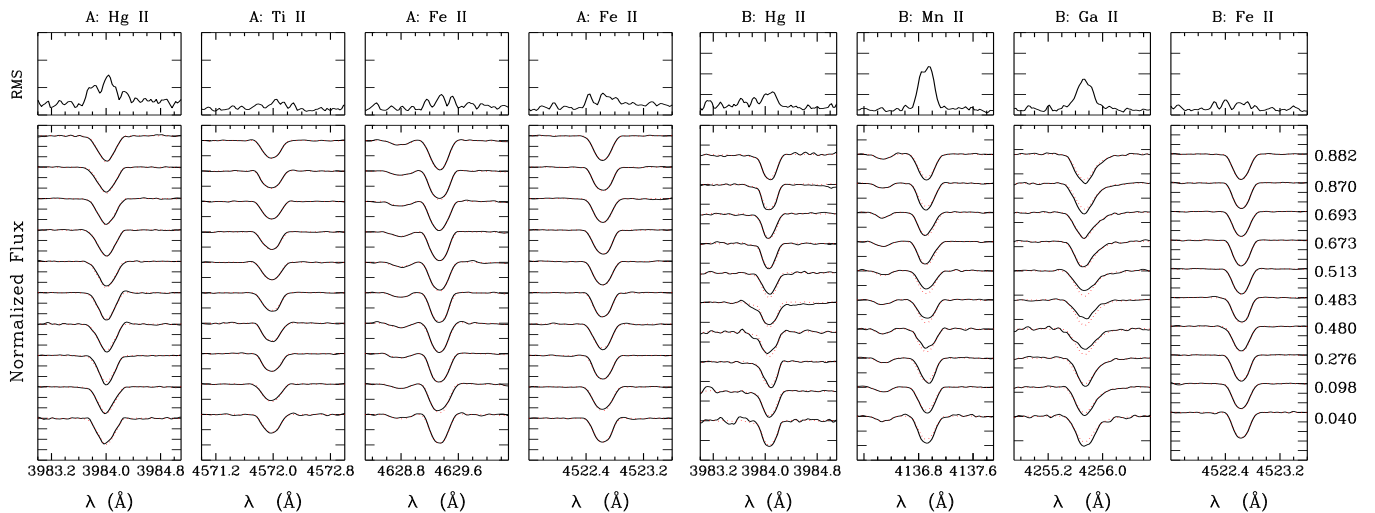 A: Hg II A: Ti II A: Fe II A: Fe II B: Hg II B: Mn II B: Ga II B: Fe II
RMS
Normalized Flux
0.882
0.870
0.693
0.673
0.513
0.483
0.480
0.276
0.098
0.040
3983.2 3984.0 3984.8 4571.2 4572.0 4572.8 4628.8 4629.6 4522.4 4523.2 3983.2 3984.0 3984.8 4136.8 4137.6 4255.2 4256.0 4522.4 4523.2
λ (Å) λ (Å) λ (Å) λ (Å) λ (Å) λ (Å) λ (Å) λ (Å)